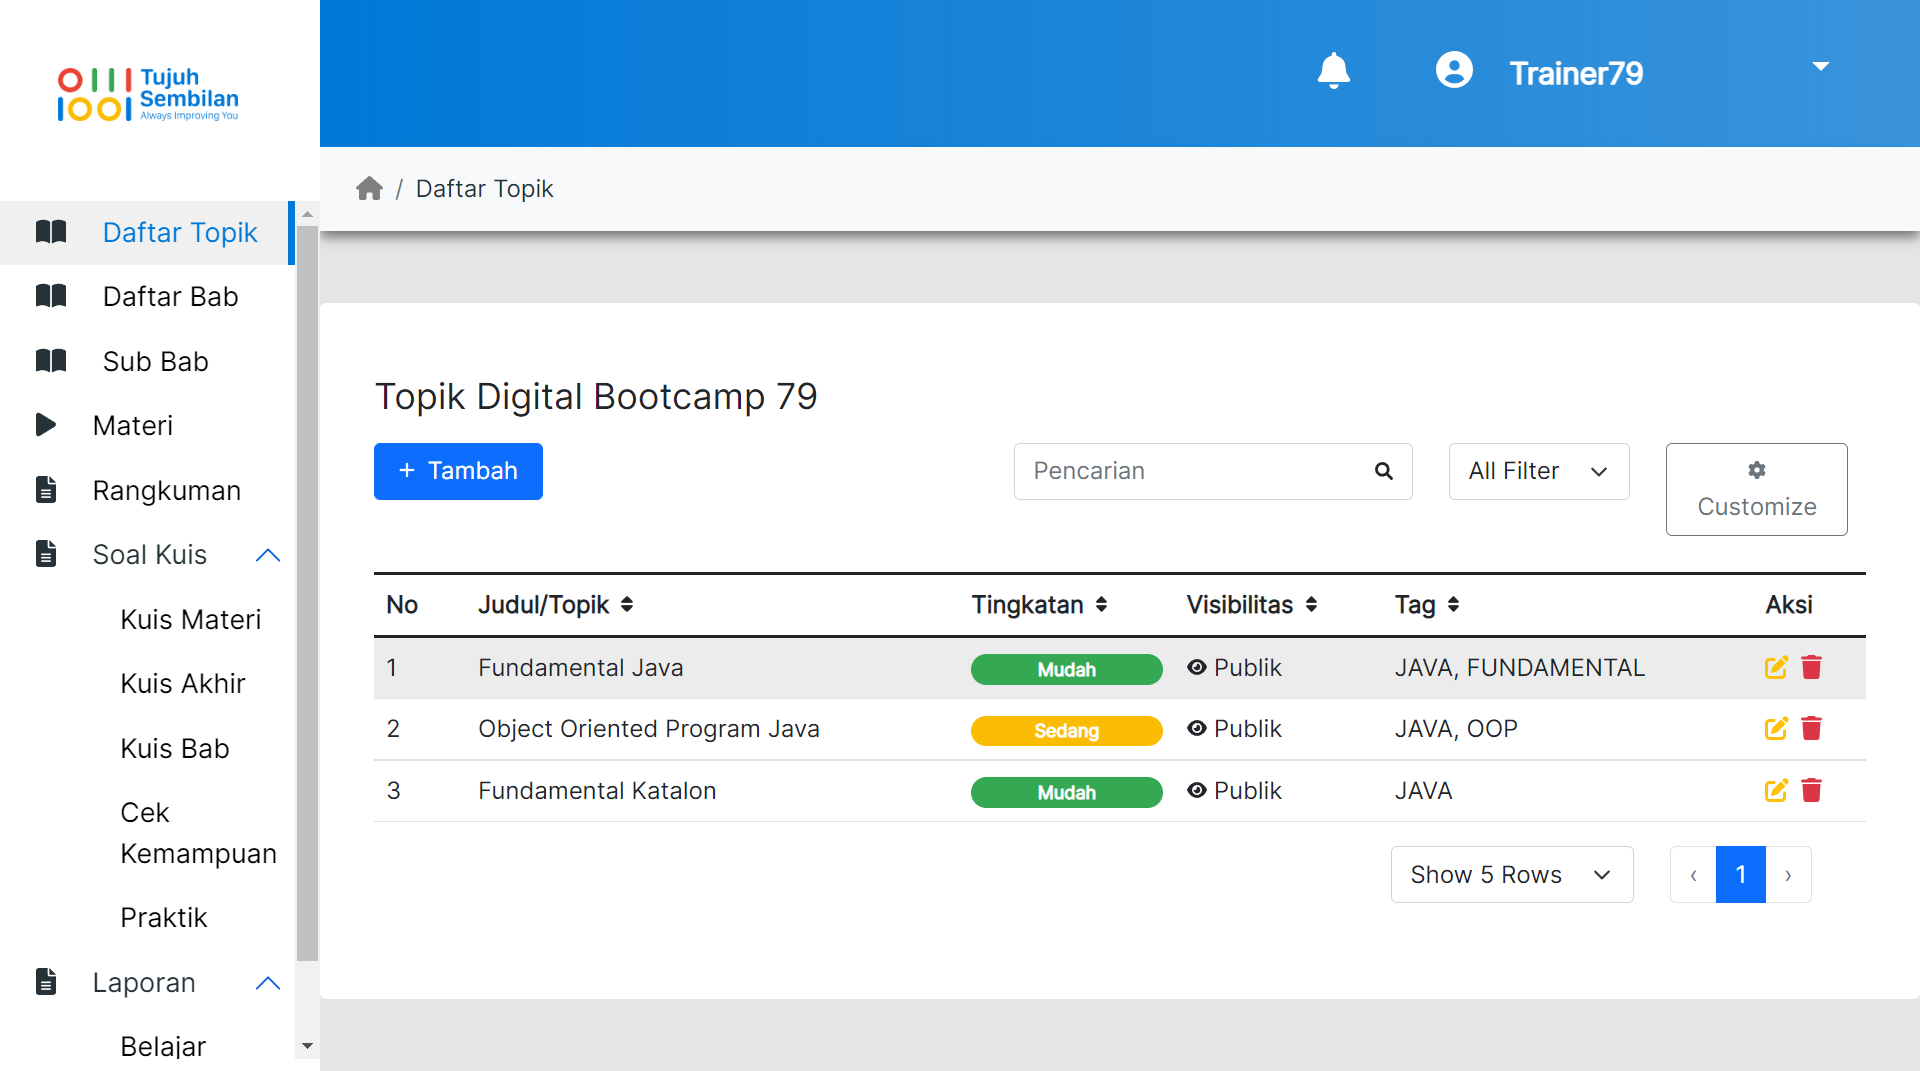 Tujuh
Sembilan
Always Improving You
Trainer79
/ Daftar Topik
Daftar Topik
Daftar Bab
Sub Bab
Materi
Rangkuman
Soal Kuis
Kuis Materi
Kuis Akhir
Kuis Bab
Cek
Kemampuan
Praktik
Laporan
Belajar
Topik Digital Bootcamp 79
+ Tambah
Pencarian
All Filter
Customize
No Judul/Topik Tingkatan Visibilitas Tag Aksi
1 Fundamental Java Mudah Publik JAVA, FUNDAMENTAL
2 Object Oriented Program Java Sedang Publik JAVA, OOP
3 Fundamental Katalon Mudah Publik JAVA
Show 5 Rows
‹ 1 ›